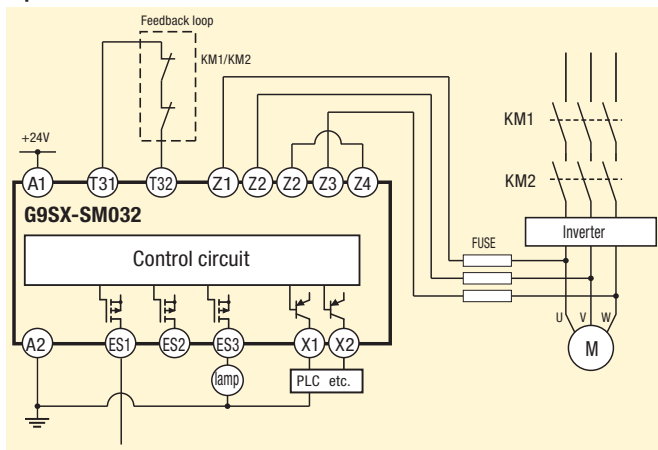 Feedback loop
KM1/KM2
+24V
KM1
KM2
A1 T31 T32 Z1 Z2 Z2 Z3 Z4
G9SX-SM032
Inverter
FUSE
Control circuit
U V W
A2 ES1 ES2 ES3 X1 X2
M
lamp
PLC etc.